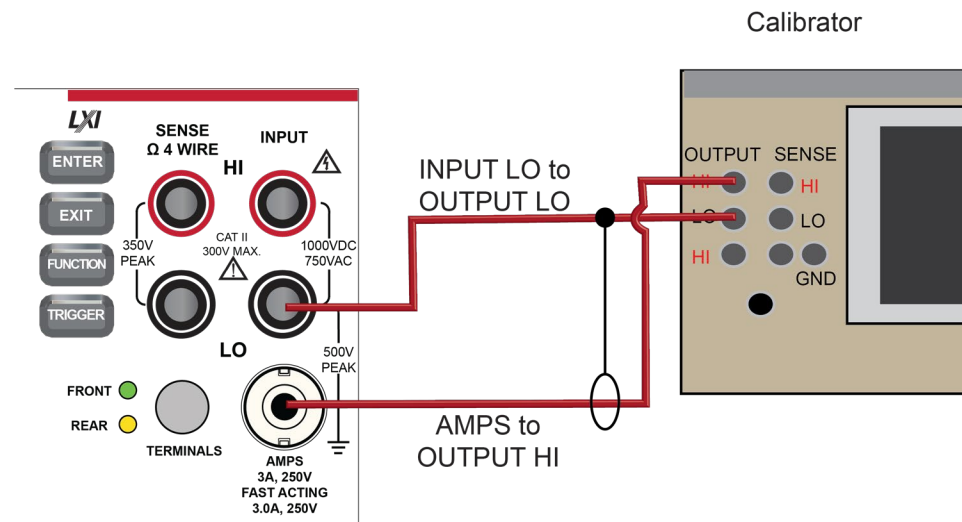 Calibrator
LXI
ENTER
EXIT
FUNCTION
TRIGGER
SENSE
Ω 4 WIRE
INPUT
HI
350V
PEAK
CAT II
300V MAX.
1000VDC
750VAC
LO
500V
PEAK
FRONT
REAR
TERMINALS
AMPS
3A, 250V
FAST ACTING
3.0A, 250V
INPUT LO to
OUTPUT LO
AMPS to
OUTPUT HI
OUTPUT SENSE
HI HI
LO LO
HI
GND